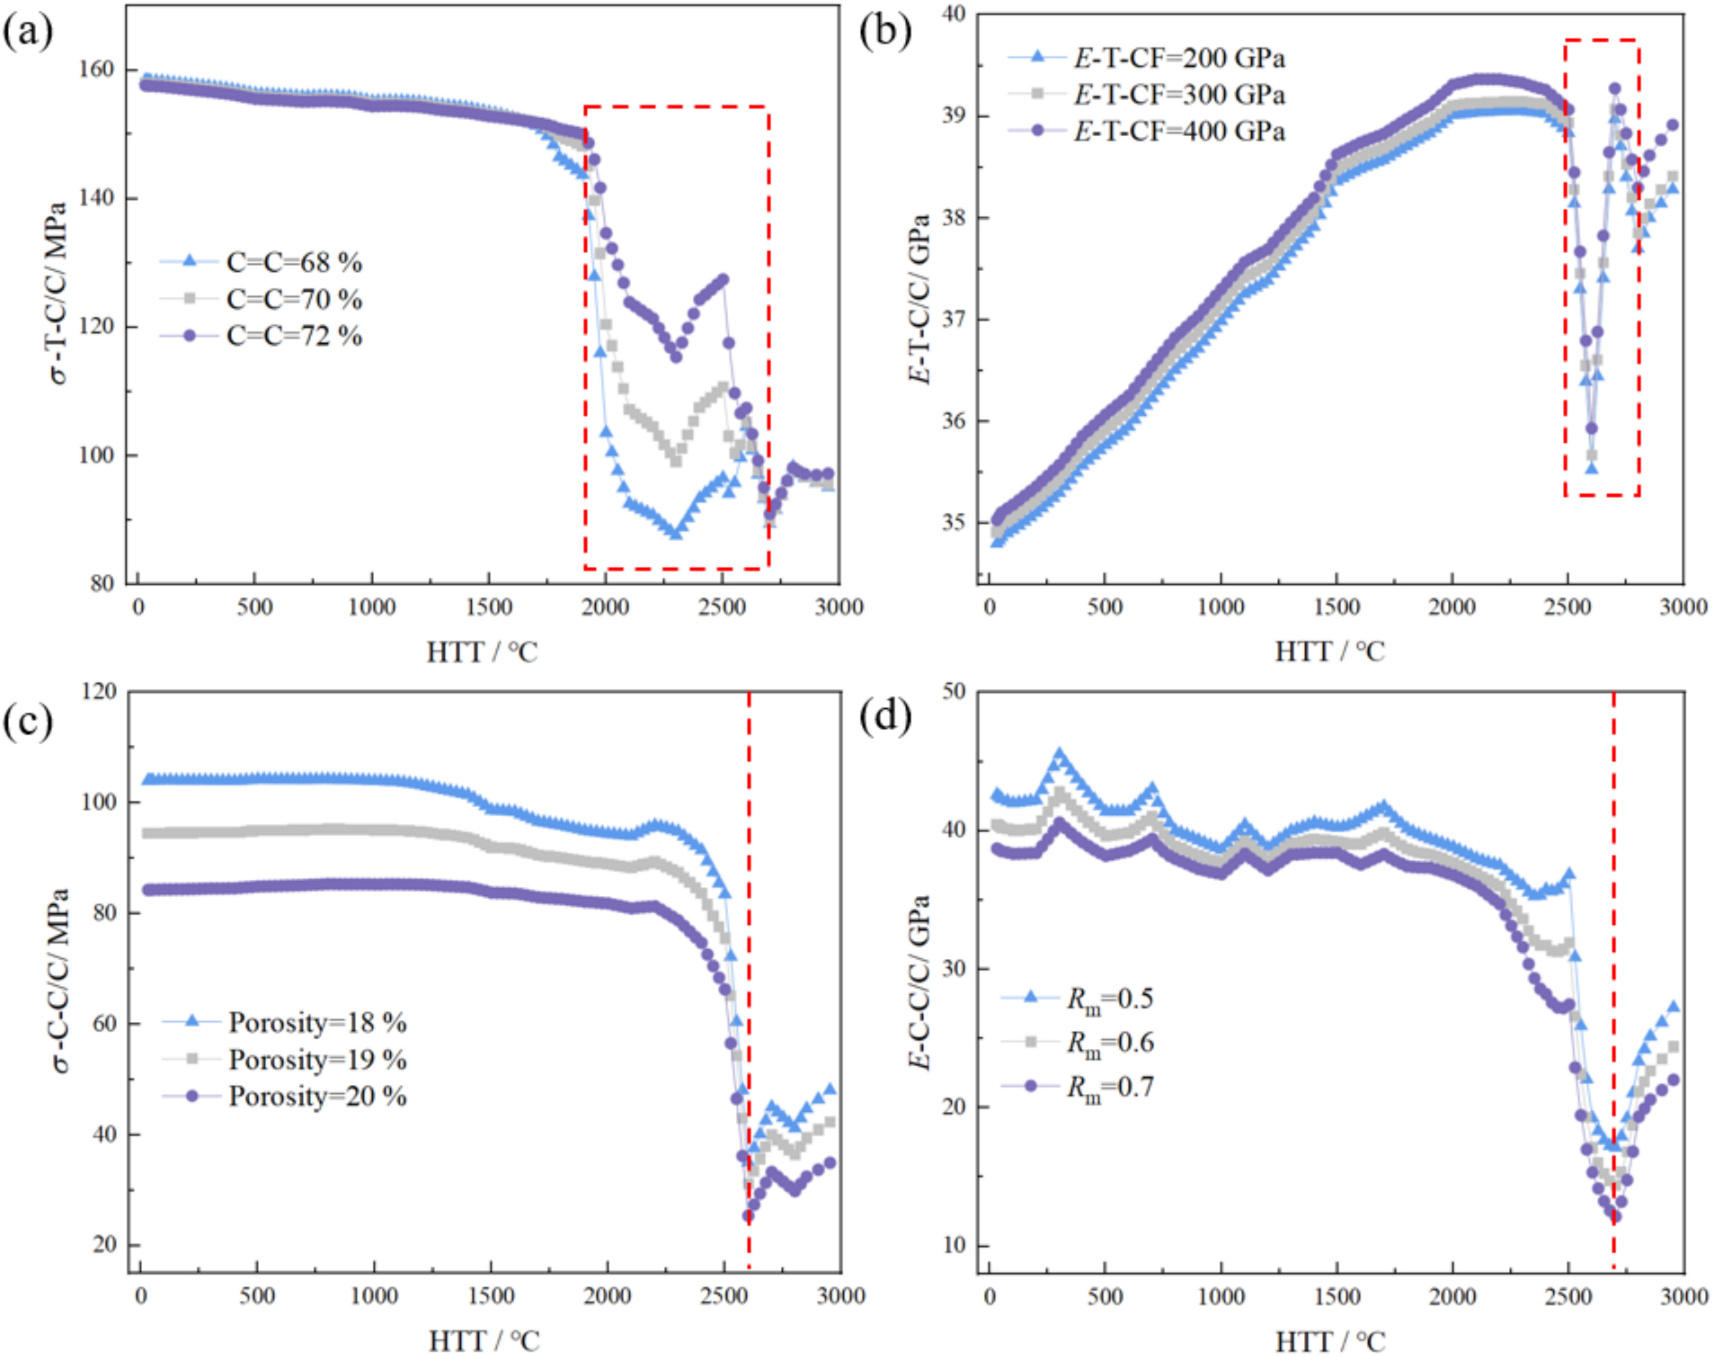 (a)
160
140
120
100
80
σ-T-C/C/ MPa
C=C=68 %
C=C=70 %
C=C=72 %
0 500 1000 1500 2000 2500 3000
HTT / °C
(b)
40
39
38
37
36
35
E-T-C/C/ GPa
E-T-CF=200 GPa
E-T-CF=300 GPa
E-T-CF=400 GPa
0 500 1000 1500 2000 2500 3000
HTT / °C
(c)
120
100
80
60
40
20
σ-C-C/C/ MPa
Porosity=18 %
Porosity=19 %
Porosity=20 %
0 500 1000 1500 2000 2500 3000
HTT / °C
(d)
50
40
30
20
10
E-C-C/C/ GPa
Rm=0.5
Rm=0.6
Rm=0.7
0 500 1000 1500 2000 2500 3000
HTT / °C